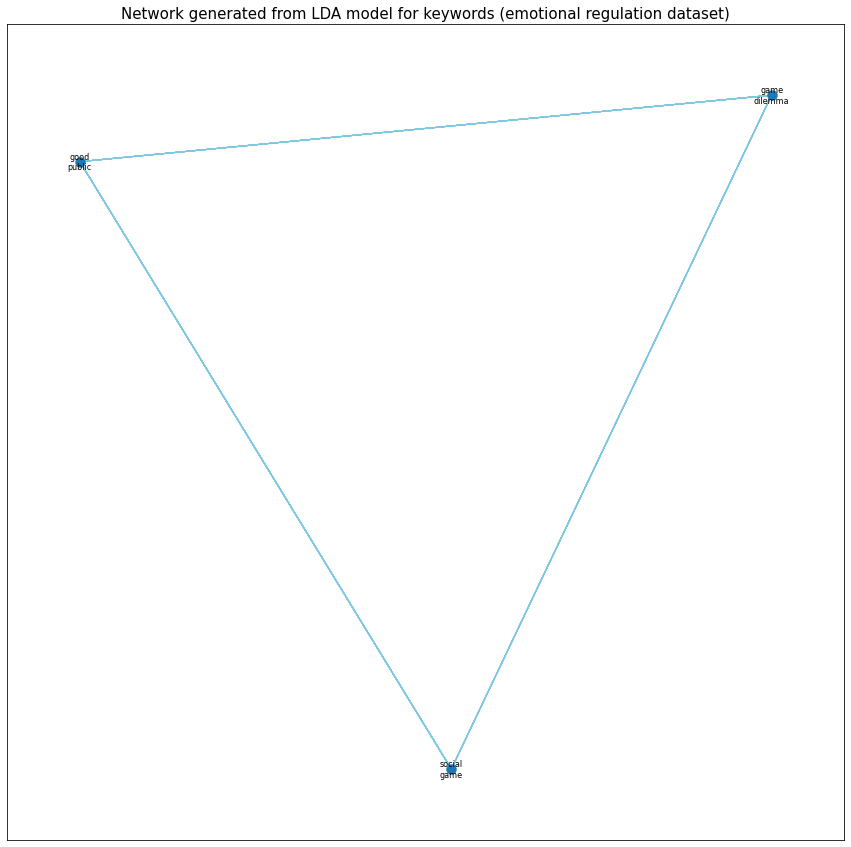 Network generated from LDA model for keywords (emotional regulation dataset)
game
dilemma
good
public
social
game